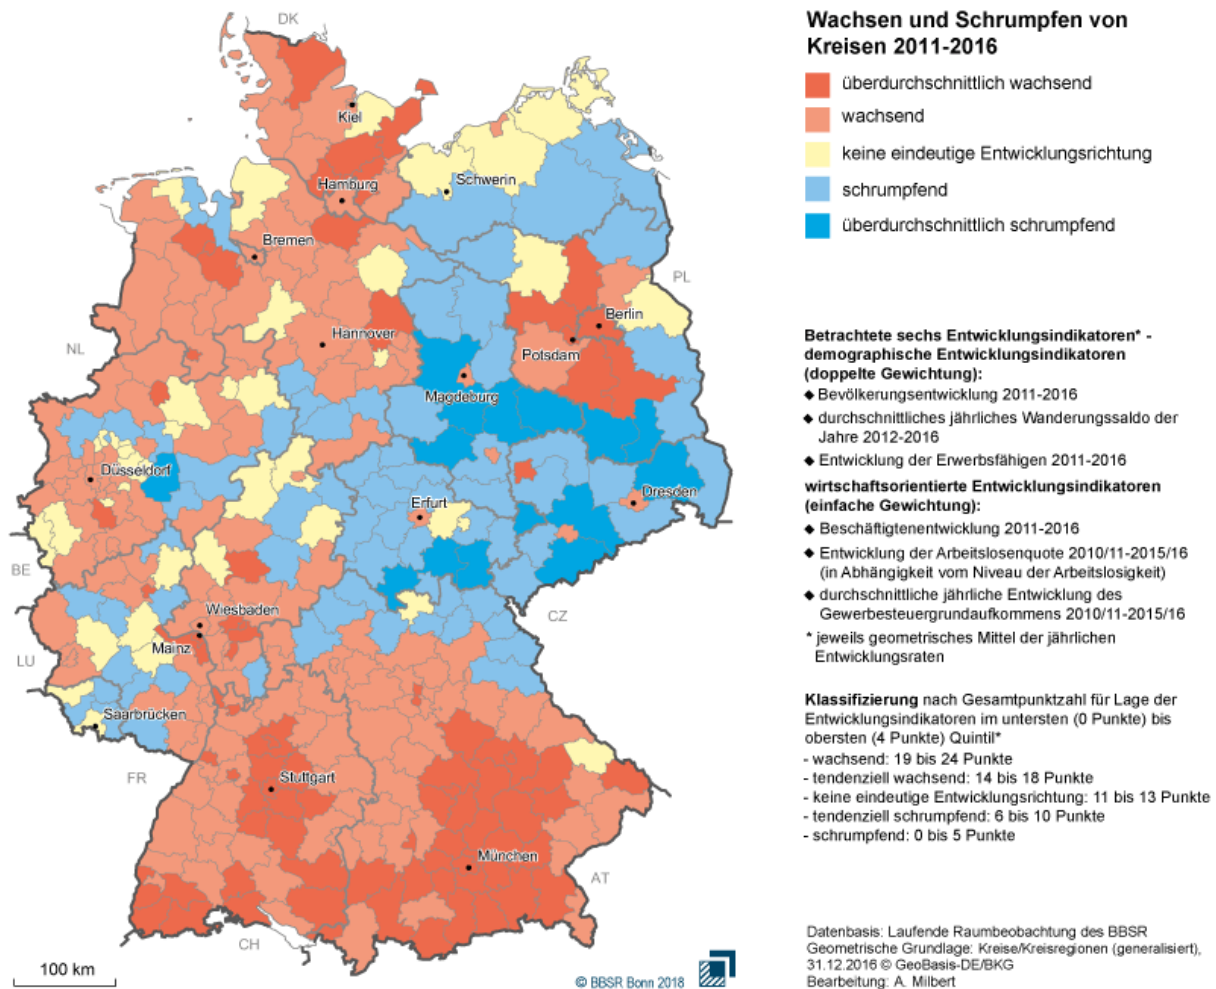 Wachsen und Schrumpfen von
Kreisen 2011-2016
überdurchschnittlich wachsend
wachsend
keine eindeutige Entwicklungsrichtung
schrumpfend
überdurchschnittlich schrumpfend
DK
Kiel
Schwerin
Hamburg
Bremen
PL
Berlin
Hannover
NL
Potsdam
Magdeburg
Düsseldorf
Dresden
Erfurt
BE
Wiesbaden
CZ
Mainz
LU
Saarbrücken
FR
Stuttgart
München
AT
CH
100 km
© BBSR Bonn 2018
Betrachtete sechs Entwicklungsindikatoren* -
demographische Entwicklungsindikatoren
(doppelte Gewichtung):
◆ Bevölkerungsentwicklung 2011-2016
◆ durchschnittliches jährliches Wanderungssaldo der
Jahre 2012-2016
◆ Entwicklung der Erwerbsfähigen 2011-2016
wirtschaftsorientierte Entwicklungsindikatoren
(einfache Gewichtung):
◆ Beschäftigtenentwicklung 2011-2016
◆ Entwicklung der Arbeitslosenquote 2010/11-2015/16
(in Abhängigkeit vom Niveau der Arbeitslosigkeit)
◆ durchschnittliche jährliche Entwicklung des
Gewerbesteuergrundaufkommens 2010/11-2015/16
* jeweils geometrisches Mittel der jährlichen
Entwicklungsraten
Klassifizierung nach Gesamtpunktzahl für Lage der
Entwicklungsindikatoren im untersten (0 Punkte) bis
obersten (4 Punkte) Quintil*
- wachsend: 19 bis 24 Punkte
- tendenziell wachsend: 14 bis 18 Punkte
- keine eindeutige Entwicklungsrichtung: 11 bis 13 Punkte
- tendenziell schrumpfend: 6 bis 10 Punkte
- schrumpfend: 0 bis 5 Punkte
Datenbasis: Laufende Raumbeobachtung des BBSR
Geometrische Grundlage: Kreise/Kreisregionen (generalisiert),
31.12.2016 © GeoBasis-DE/BKG
Bearbeitung: A. Milbert